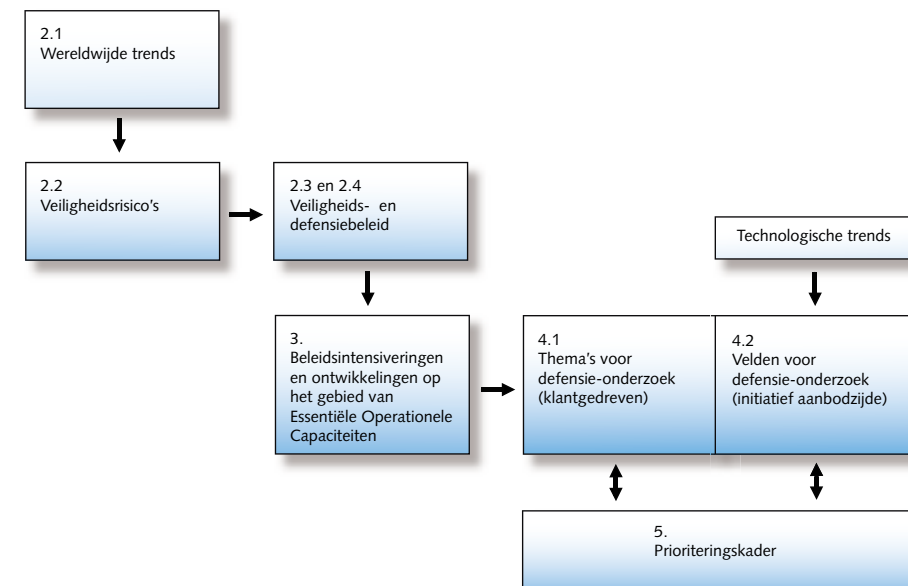 2.1
Wereldwijde trends
2.2
Veiligheidsrisico's
2.3 en 2.4
Veiligheids- en
defensiebeleid
Technologische trends
3.
Beleidsintensiveringen
en ontwikkelingen op
het gebied van
Essentiële Operationele
Capaciteiten
4.1
Thema's voor
defensie-onderzoek
(klantgedreven)
4.2
Velden voor
defensie-onderzoek
(initiatief aanbodzijde)
5.
Prioriteringskader